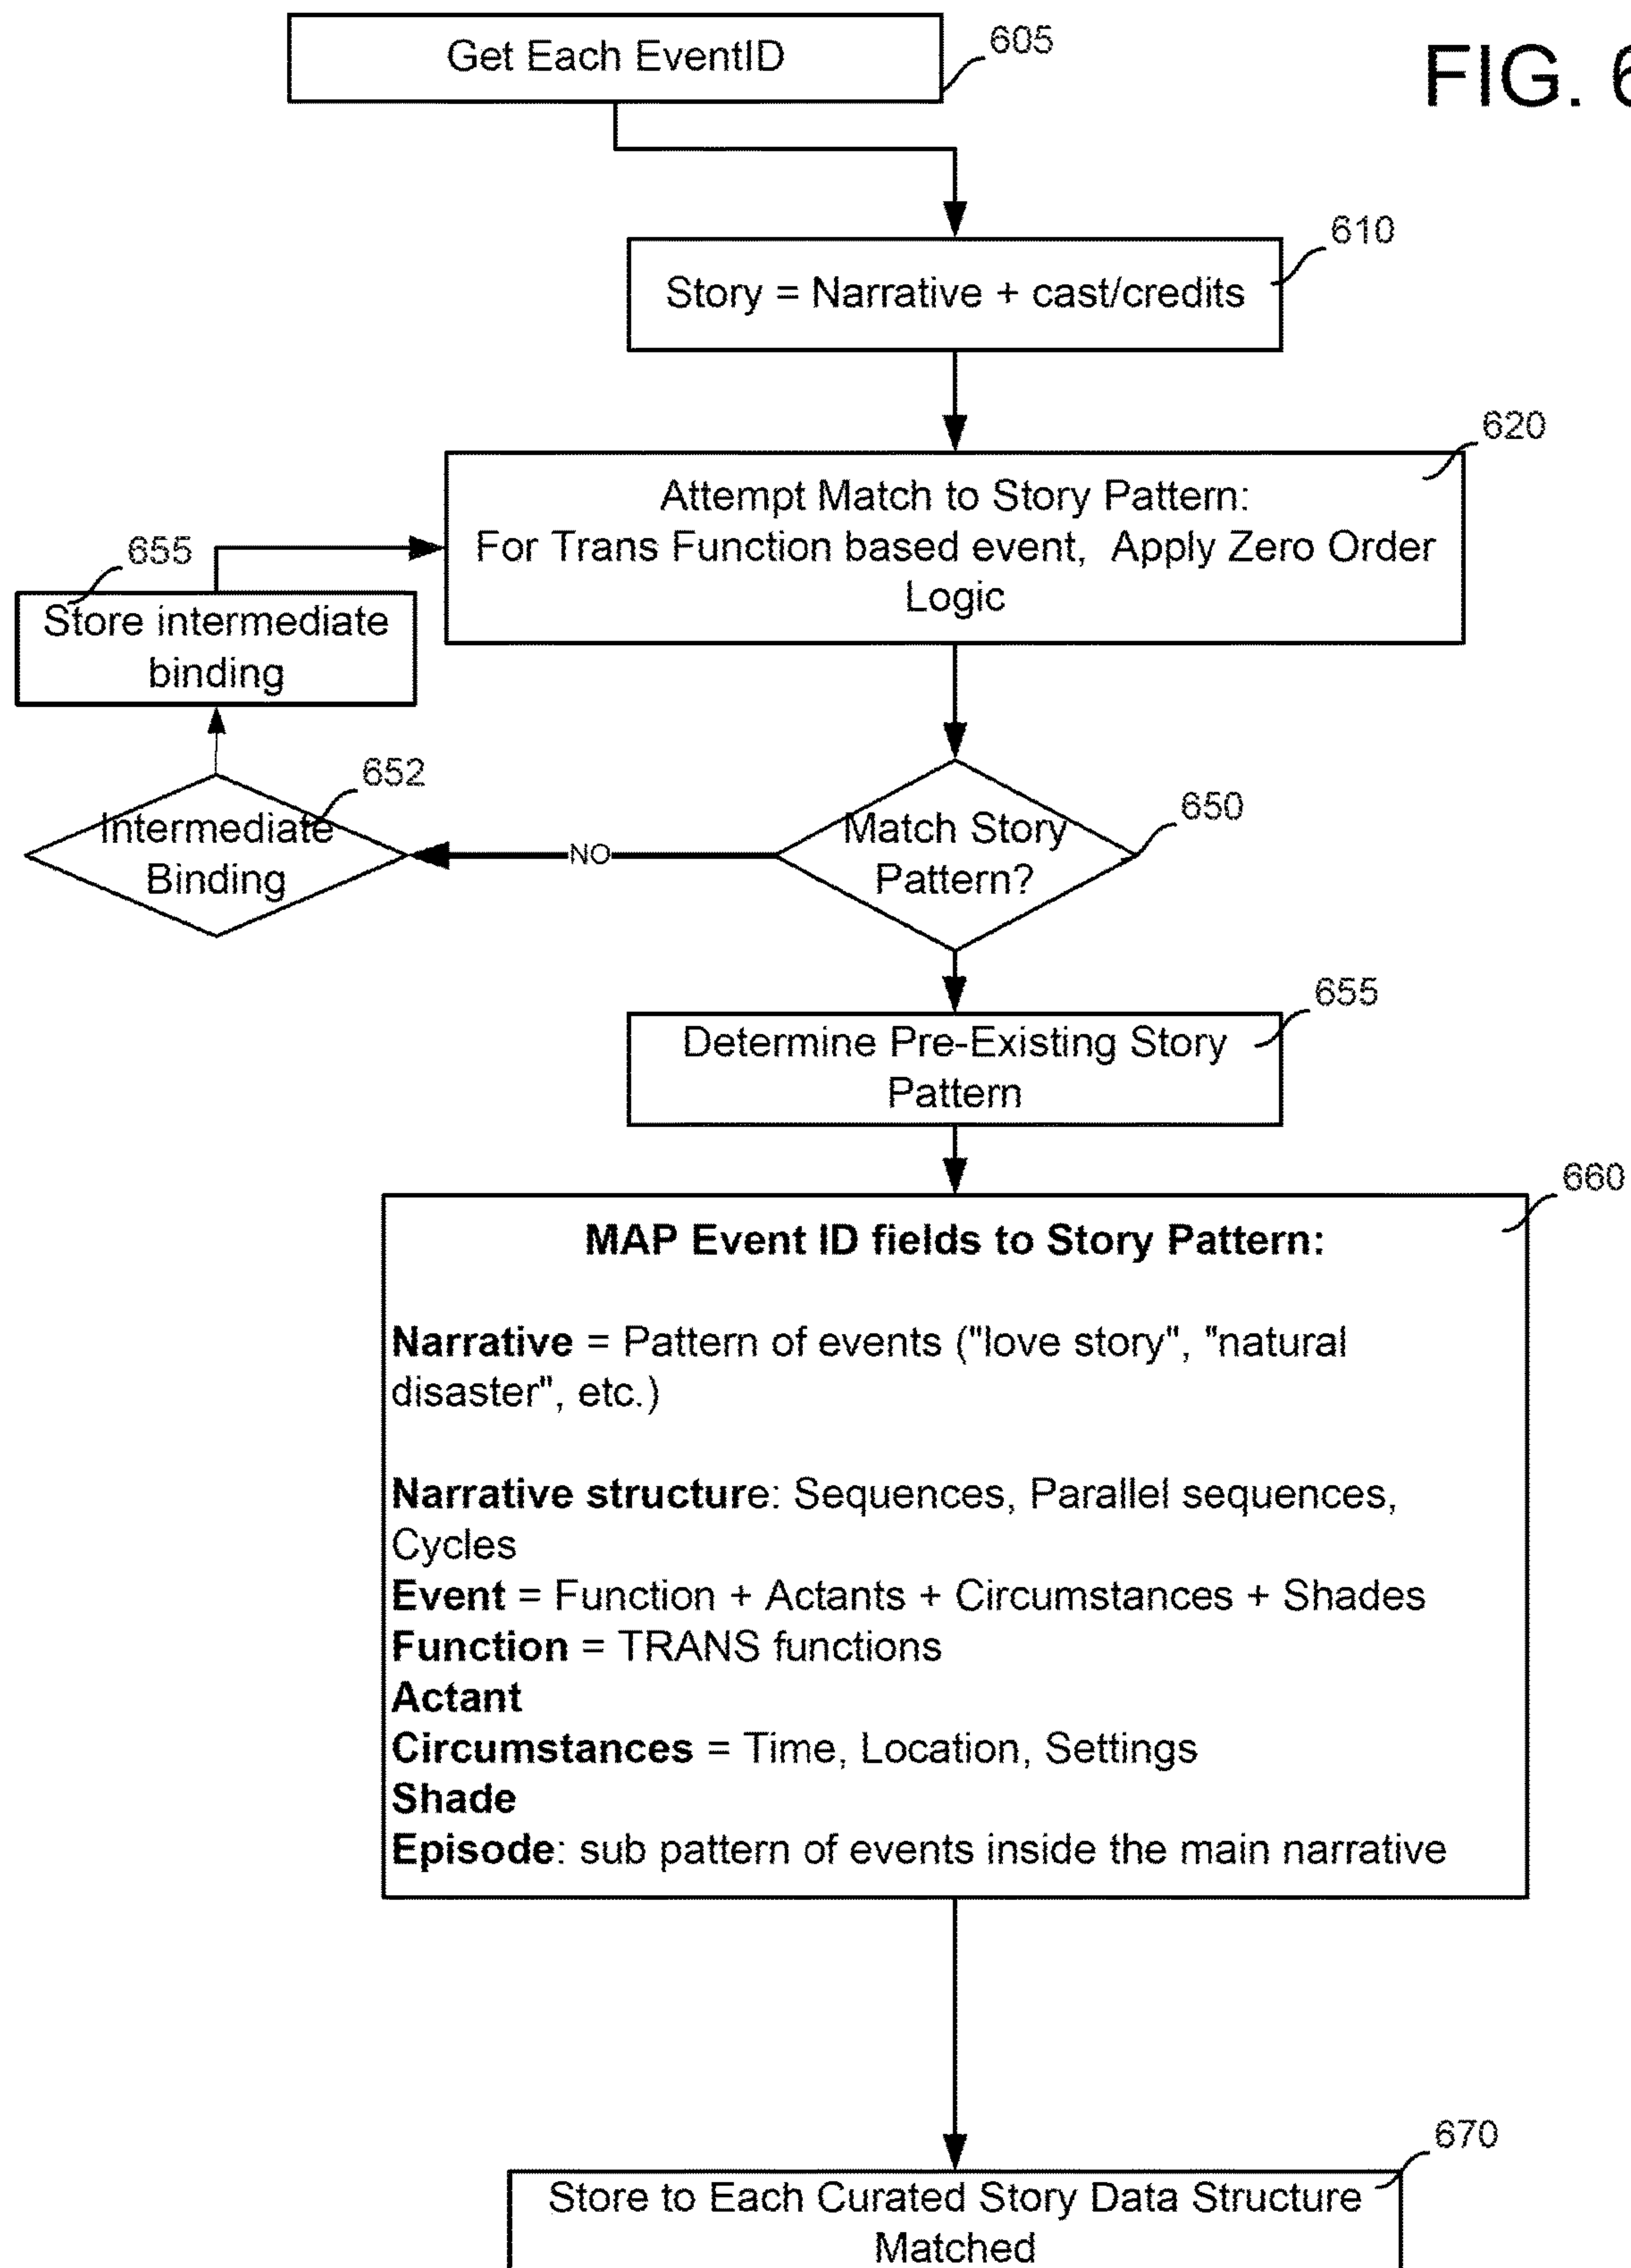 Get Each EventID
605
FIG. 6
610
Story = Narrative + cast/credits
620
Attempt Match to Story Pattern:
For Trans Function based event, Apply Zero Order
Logic
655
Store intermediate
binding
652
Intermediate
Binding
NO
650
Match Story
Pattern?
655
Determine Pre-Existing Story
Pattern
660
MAP Event ID fields to Story Pattern:
Narrative = Pattern of events ("love story", "natural
disaster", etc.)
Narrative structure: Sequences, Parallel sequences,
Cycles
Event = Function + Actants + Circumstances + Shades
Function = TRANS functions
Actant
Circumstances = Time, Location, Settings
Shade
Episode: sub pattern of events inside the main narrative
670
Store to Each Curated Story Data Structure
Matched